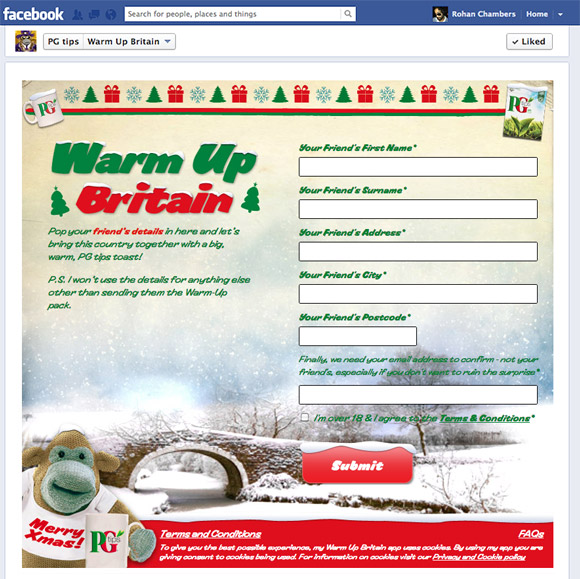 facebook
Search for people, places and things
Rohan Chambers
Home
PG tips
Warm Up Britain
Liked
PG
PG
Warm Up
Britain
Pop your friend's details in here and let's
bring this country together with a big,
warm, PG tips toast!
P.S. I won't use the details for anything else
other than sending them the Warm-Up
pack.
Your Friend's First Name*
Your Friend's Surname*
Your Friend's Address*
Your Friend's City*
Your Friend's Postcode*
Finally, we need your email address to confirm - not your
friend's, especially if you don't want to ruin the surprise*
I'm over 18 & I agree to the Terms & Conditions*
Submit
Merry
Xmas!
PG
tips
Terms and Conditions
FAQs
To give you the best possible experience, my Warm Up Britain app uses cookies. By using my app you are
giving consent to cookies being used. For information on cookies visit our Privacy and Cookie policy